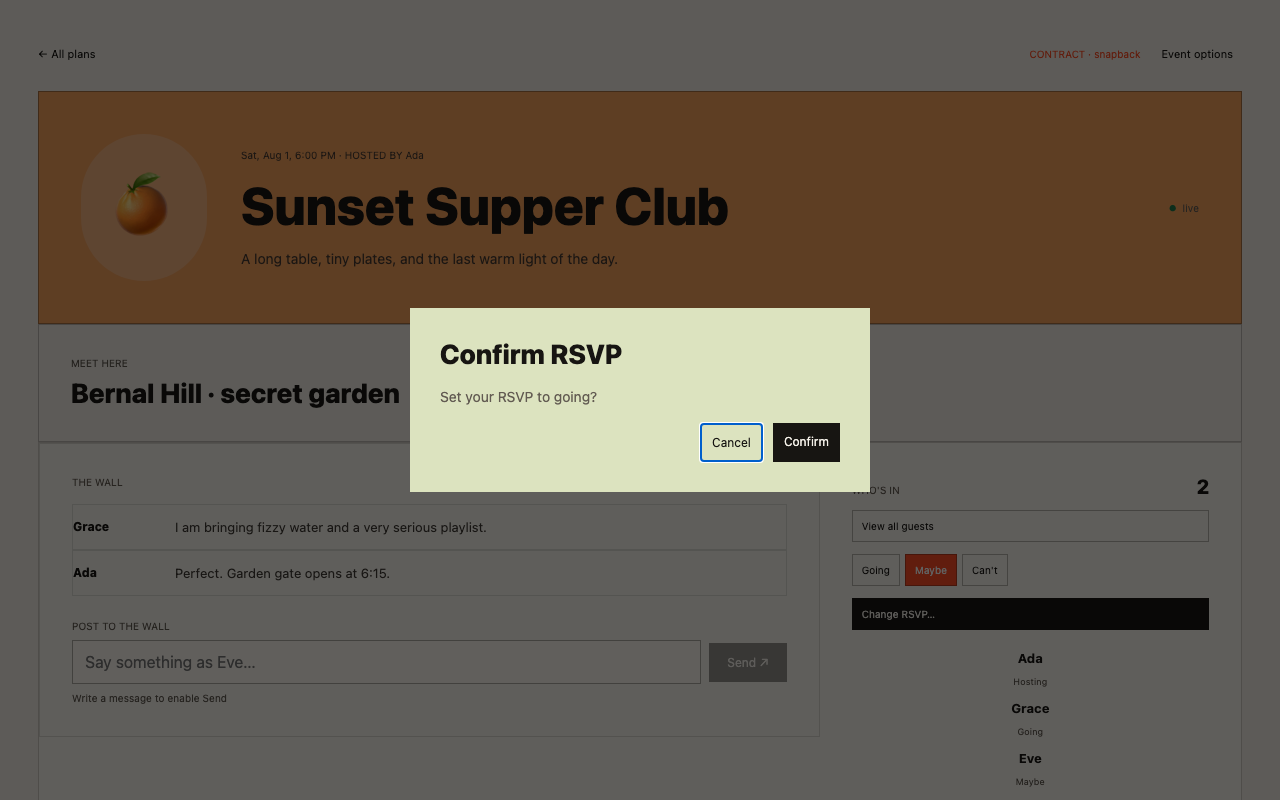 ← All plans
CONTRACT · snapback
Event options
Sat, Aug 1, 6:00 PM · HOSTED BY Ada
Sunset Supper Club
A long table, tiny plates, and the last warm light of the day.
live
MEET HERE
Bernal Hill · secret garden
Confirm RSVP
Set your RSVP to going?
Cancel
Confirm
THE WALL
Grace
I am bringing fizzy water and a very serious playlist.
Ada
Perfect. Garden gate opens at 6:15.
POST TO THE WALL
Say something as Eve...
Send ↗
Write a message to enable Send
WHO'S IN
2
View all guests
Going
Maybe
Can't
Change RSVP...
Ada
Hosting
Grace
Going
Eve
Maybe